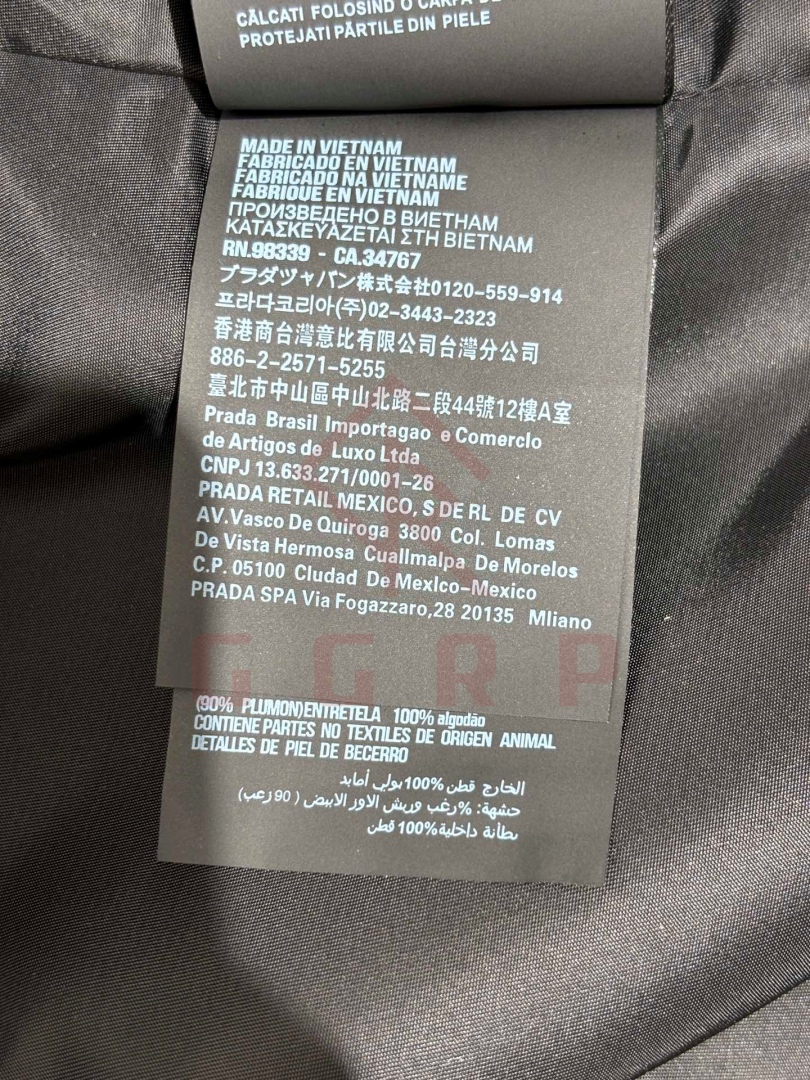 CĂLCATI FOLOSIND O CARPA DE
PROTEJATI PĂRTILE DIN PIELE
MADE IN VIETNAM
FABRICADO EN VIETNAM
FABRICADO NA VIETNAME
FABRIQUE EN VIETNAM
ПРОИЗВЕДЕНО В ВИЕТНАМ
ΚΑΤΑΣΚΕΥΑΖΕΤΑΙ ΣΤΗ ΒΙΕΤΝΑΜ
RN.98339 - CA.34767
プラダツャバン株式会社0120-559-914
프라다코리아(주)02-3443-2323
香港商台灣意比有限公司台灣分公司
886-2-2571-5255
臺北市中山區中山北路二段44號12樓A室
Prada Brasil Importagao e Comerclo
de Artigos de Luxo Ltda
CNPJ 13.633.271/0001-26
PRADA RETAIL MEXICO, S DE RL DE CV
AV.Vasco De Quiroga 3800 Col. Lomas
De Vista Hermosa Cuallmalpa De Morelos
C.P. 05100 Cludad De MexIco-Mexico
PRADA SPA Via Fogazzaro,28 20135 Mliano
GGRP
(90% PLUMON)ENTRETELA 100% algodão
CONTIENE PARTES NO TEXTILES DE ORIGEN ANIMAL
DETALLES DE PIEL DE BECERRO
الخارج قطن 100%بولي أمايد
حشهة: %رغب وريش الاور الابيض ( 90 زعب)
بطانة داخلية%100 قطن